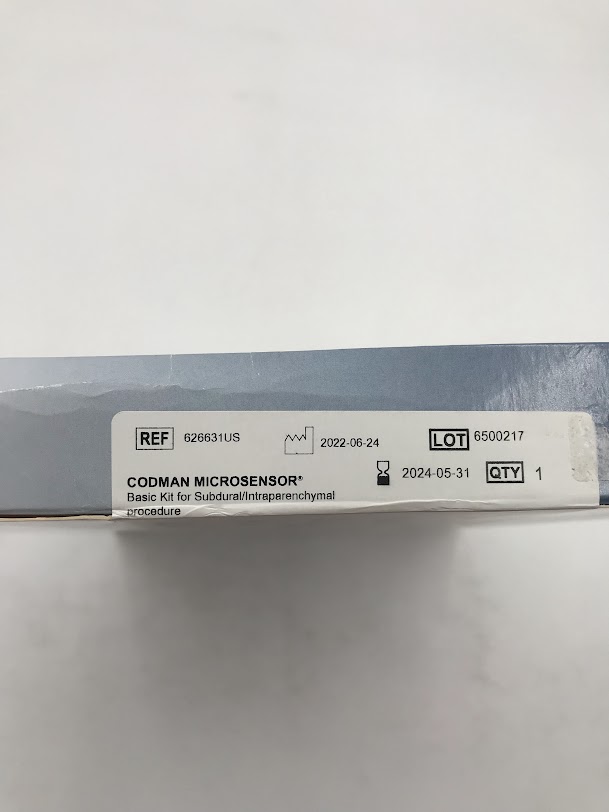 REF 626631US 2022-06-24 LOT 6500217
2024-05-31 QTY 1
CODMAN MICROSENSOR®
Basic Kit for Subdural/Intraparenchymal
procedure